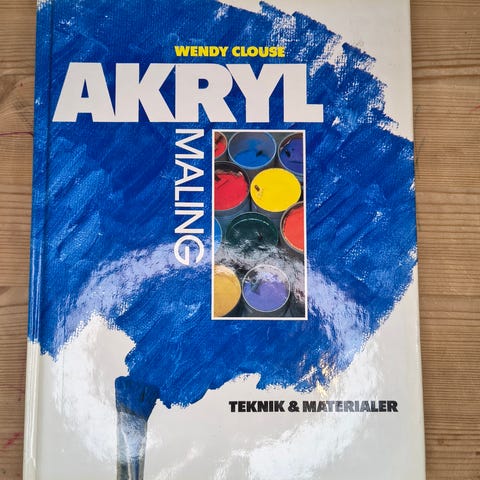 WENDY CLOUSE
AKRYL
MALING
TEKNIK & MATERIALER